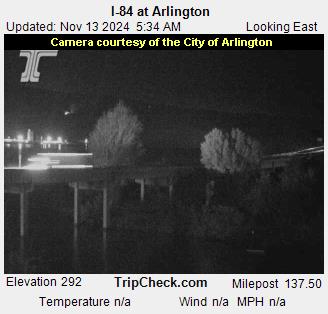 I-84 at Arlington
Updated: Nov 13 2024 5:34 AM Looking East
Camera courtesy of the City of Arlington
Elevation 292 TripCheck.com Milepost 137.50
Temperature n/a Wind n/a MPH n/a